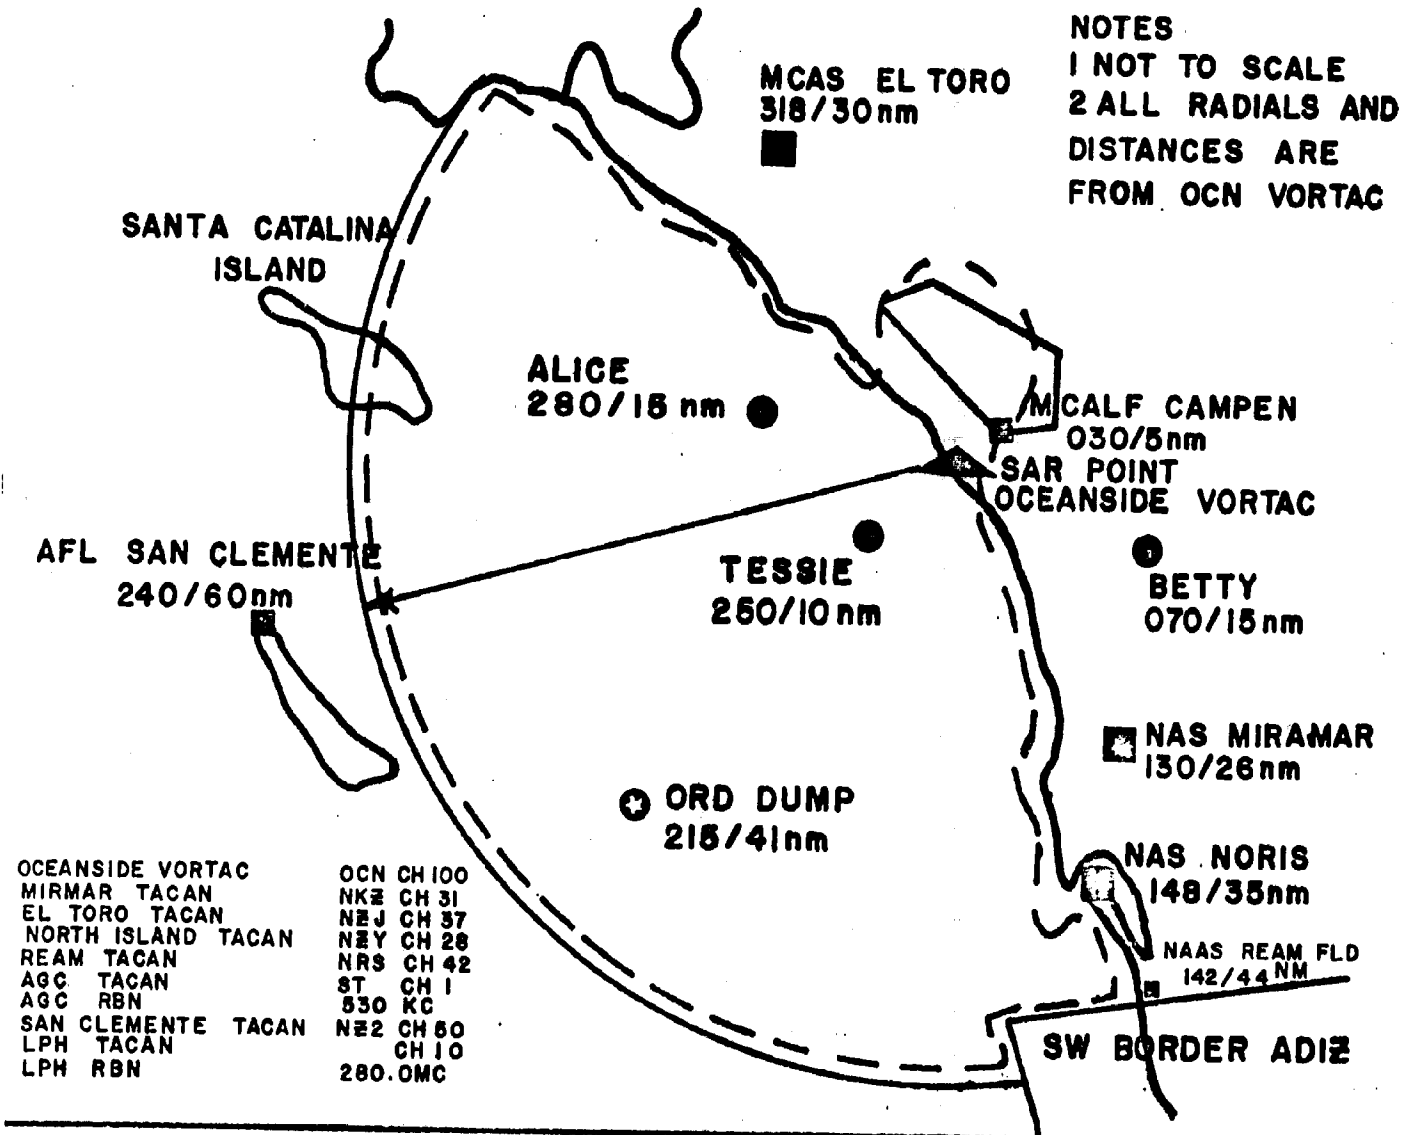 NOTES
1 NOT TO SCALE
2 ALL RADIALS AND
DISTANCES ARE
FROM OCN VORTAC
MCAS EL TORO
318/30nm
SANTA CATALINA
ISLAND
ALICE
280/15 nm
MCALF CAMPEN
030/5nm
SAR POINT
OCEANSIDE VORTAC
AFL SAN CLEMENTE
240/60nm
TESSIE
250/10nm
BETTY
070/15nm
NAS MIRAMAR
130/26nm
ORD DUMP
215/41nm
NAS NORIS
148/35nm
NAAS REAM FLD
142/44NM
SW BORDER ADIZ
OCEANSIDE VORTAC OCN CH 100
MIRMAR TACAN NKZ CH 31
EL TORO TACAN NZJ CH 37
NORTH ISLAND TACAN NZY CH 28
REAM TACAN NRS CH 42
AGC TACAN ST CH 1
AGC RBN 530 KC
SAN CLEMENTE TACAN NZ2 CH 50
LPH TACAN CH 10
LPH RBN 280.0MC